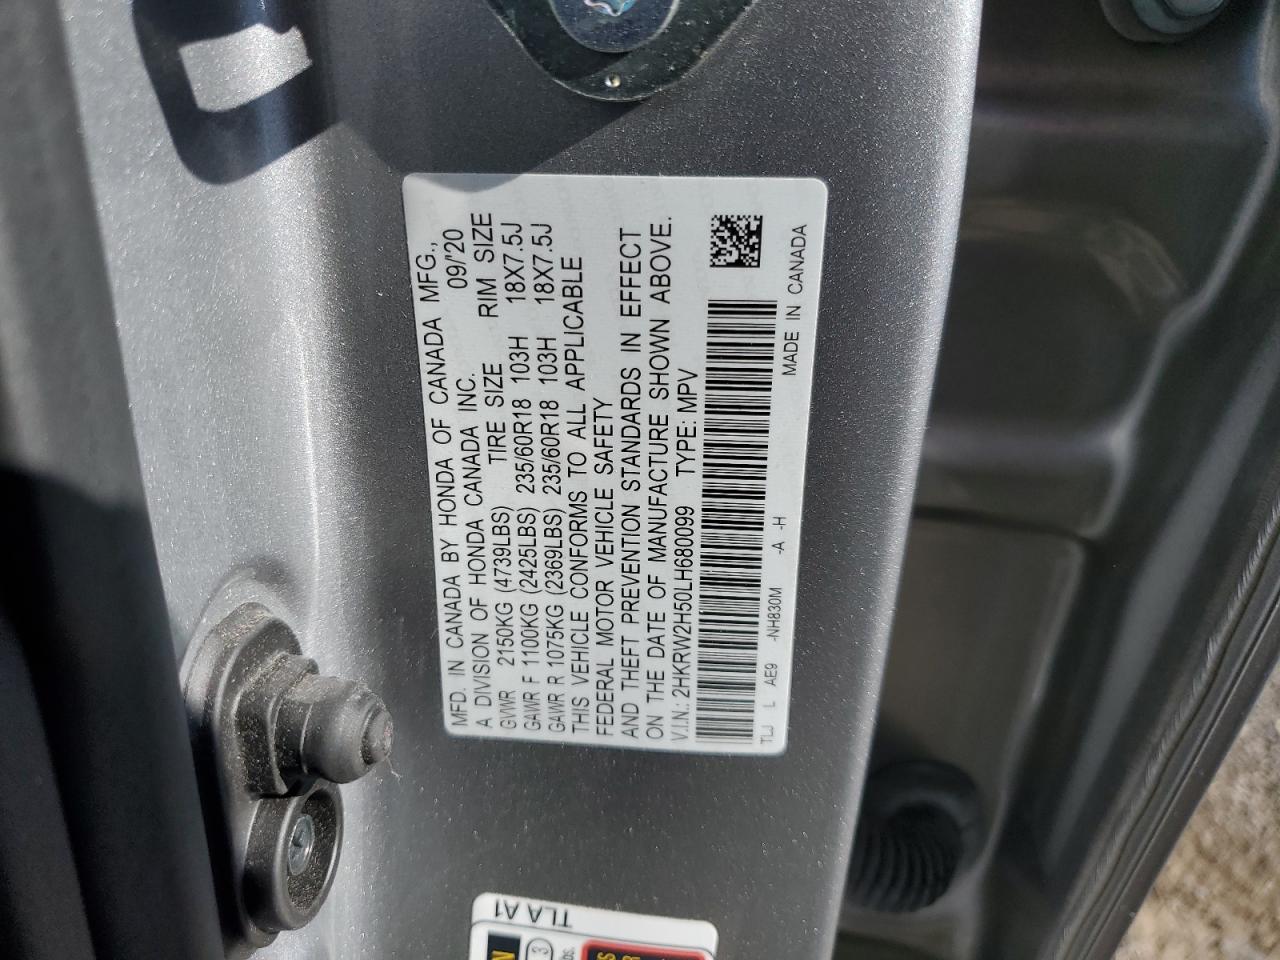 MFD. IN CANADA BY HONDA OF CANADA MFG.,
A DIVISION OF HONDA CANADA INC. 09/'20
GVWR 2150KG (4739LBS) TIRE SIZE RIM SIZE
GAWR F 1100KG (2425LBS) 235/60R18 103H 18X7.5J
GAWR R 1075KG (2369LBS) 235/60R18 103H 18X7.5J
THIS VEHICLE CONFORMS TO ALL APPLICABLE
FEDERAL MOTOR VEHICLE SAFETY
AND THEFT PREVENTION STANDARDS IN EFFECT
ON THE DATE OF MANUFACTURE SHOWN ABOVE.
V.I.N.: 2HKRW2H50LH680099 TYPE: MPV
TLJ L AE9 -NH830M -A -H
MADE IN CANADA
TLA A1
3